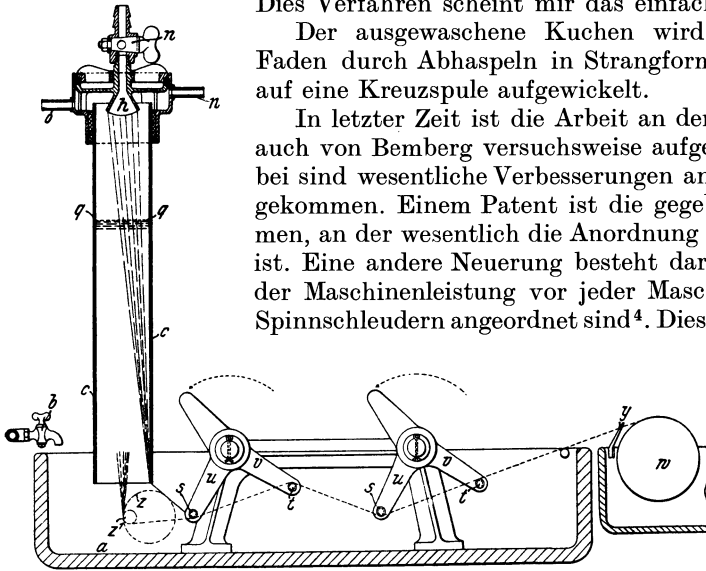 Dies Verfahren scheint mir das einfach
Der ausgewaschene Kuchen wird
Faden durch Abhaspeln in Strangform
auf eine Kreuzspule aufgewickelt.
In letzter Zeit ist die Arbeit an der
auch von Bemberg versuchsweise aufge
bei sind wesentliche Verbesserungen an
gekommen. Einem Patent ist die gege
men, an der wesentlich die Anordnung
ist. Eine andere Neuerung besteht dar
der Maschinenleistung vor jeder Masc
Spinnschleudern angeordnet sind⁴. Dies
n
h
n
q
q
c
c
b
y
u
v
u
v
w
s
t
s
t
z
z'
a